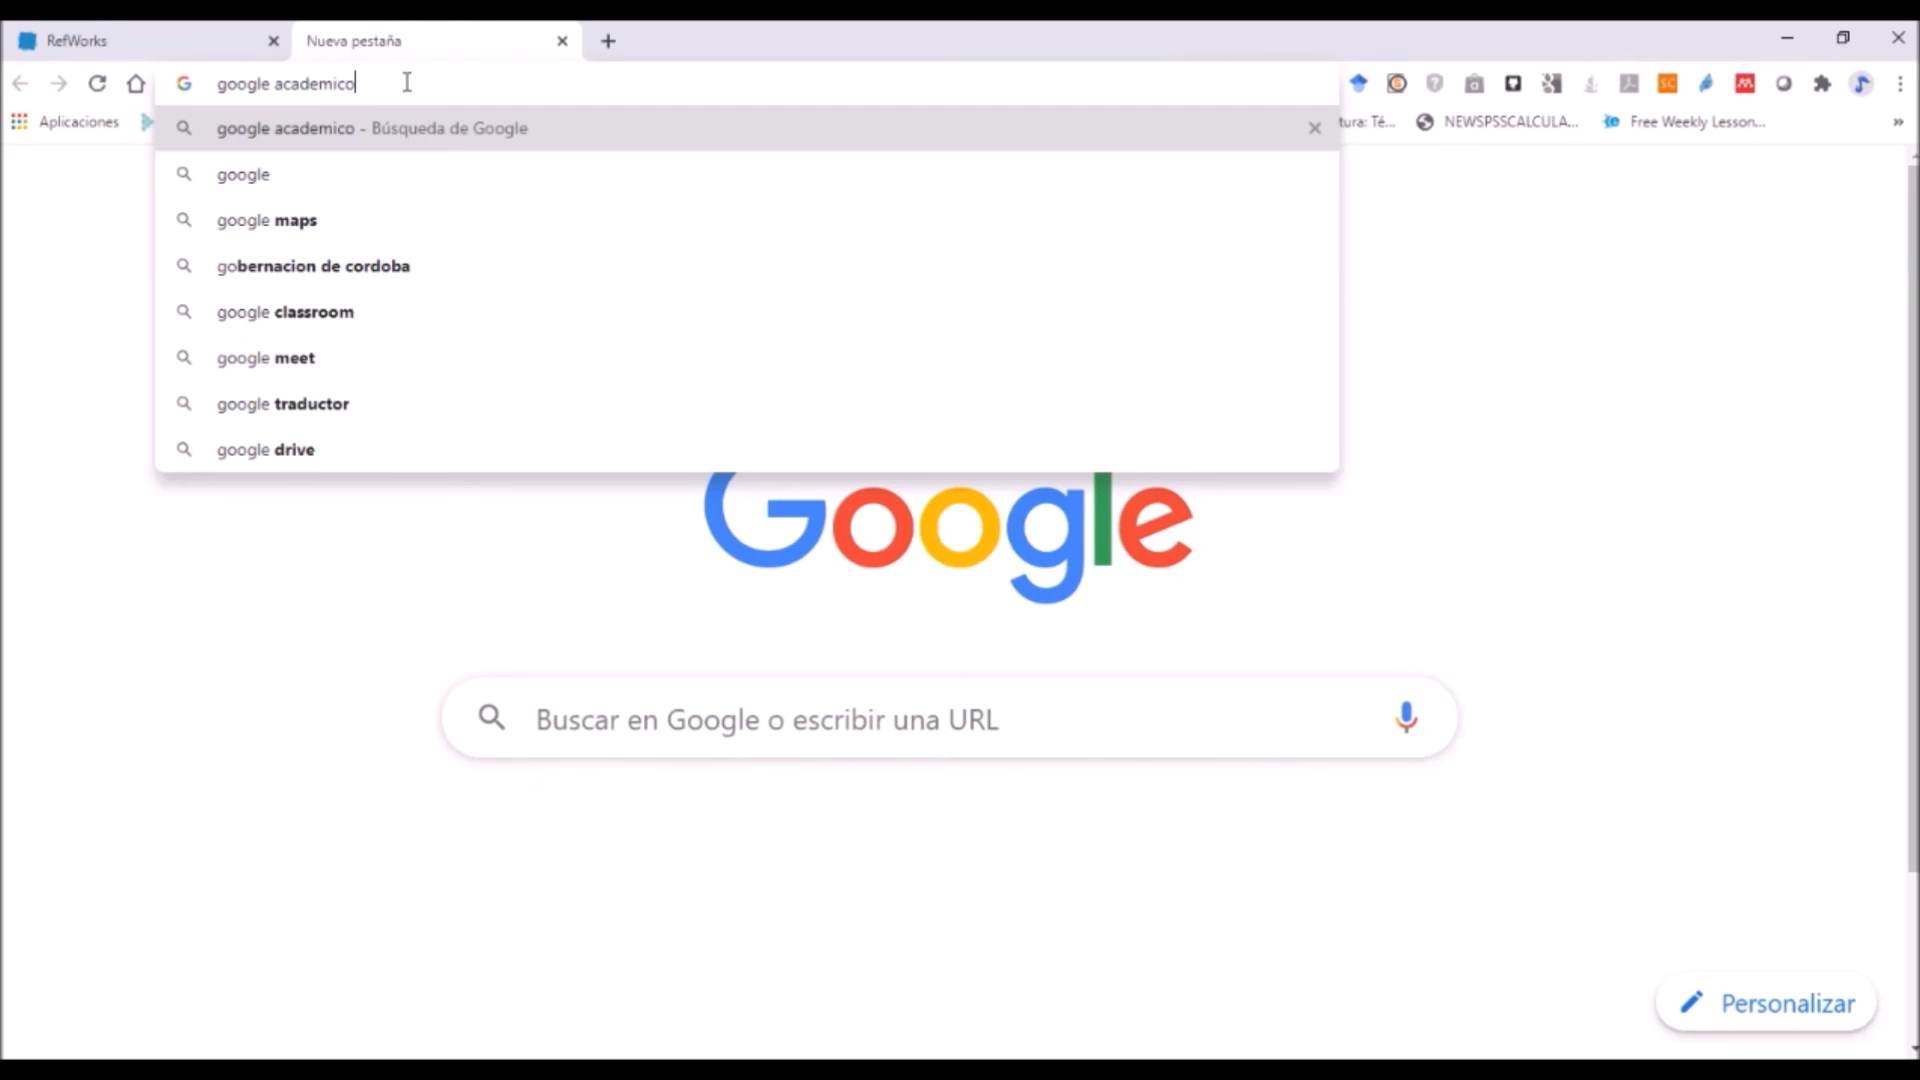 RefWorks
Nueva pestaña
google academico
Aplicaciones
tura: Té...
NEWSPSSCALCULA...
Free Weekly Lesson...
google academico - Búsqueda de Google
google
google maps
gobernacion de cordoba
google classroom
google meet
google traductor
google drive
Google
Buscar en Google o escribir una URL
Personalizar